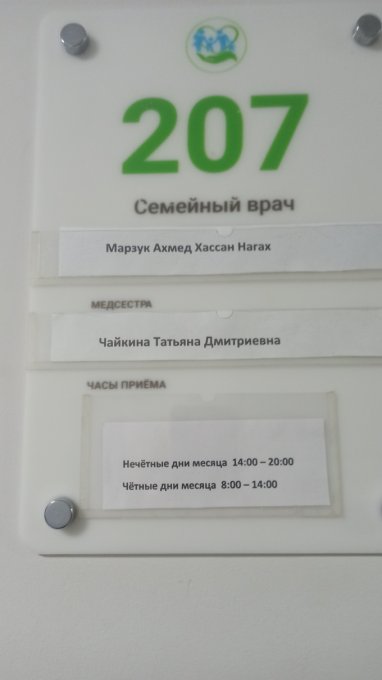 207
Семейный врач
Марзук Ахмед Хассан Нагах
МЕДСЕСТРА
Чайкина Татьяна Дмитриевна
ЧАСЫ ПРИЁМА
Нечётные дни месяца 14:00 – 20:00
Чётные дни месяца 8:00 – 14:00